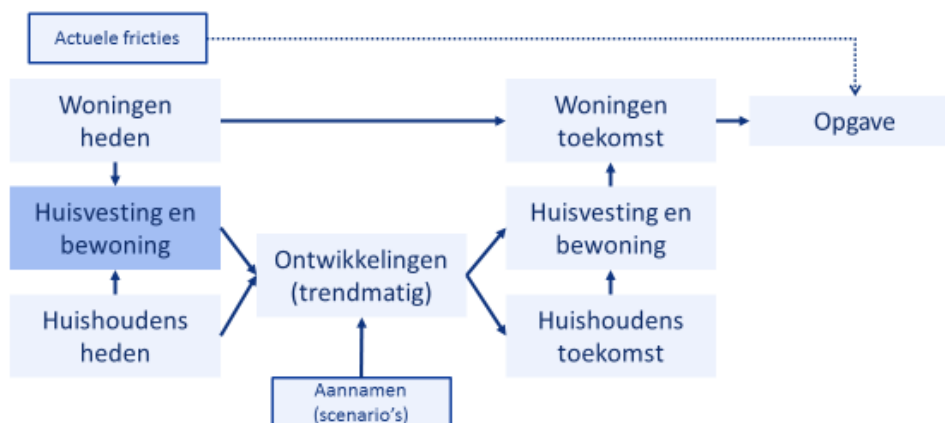 Actuele fricties
Woningen
heden
Woningen
toekomst
Opgave
Huisvesting en
bewoning
Huisvesting en
bewoning
Ontwikkelingen
(trendmatig)
Huishoudens
heden
Huishoudens
toekomst
Aannamen
(scenario's)